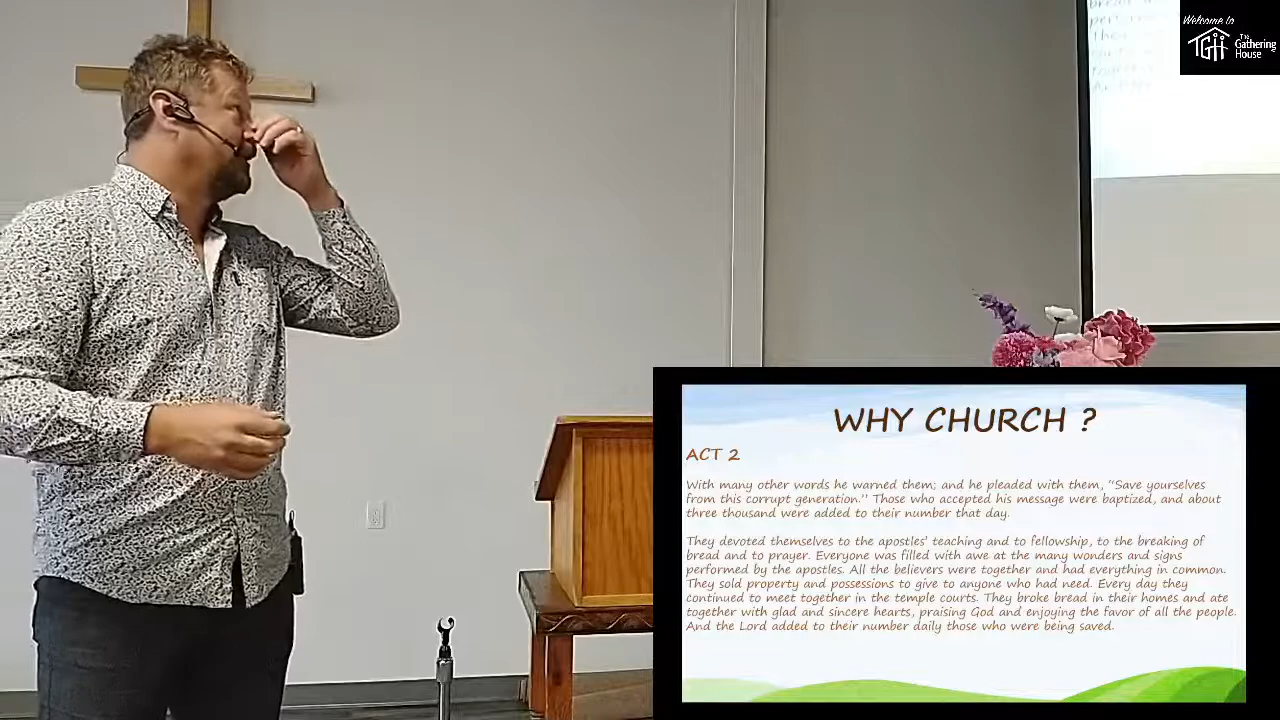 Welcome to
TGH The
Gathering
House
WHY CHURCH ?
ACT 2
With many other words he warned them; and he pleaded with them, “Save yourselves
from this corrupt generation.” Those who accepted his message were baptized, and about
three thousand were added to their number that day.
They devoted themselves to the apostles’ teaching and to fellowship, to the breaking of
bread and to prayer. Everyone was filled with awe at the many wonders and signs
performed by the apostles. All the believers were together and had everything in common.
They sold property and possessions to give to anyone who had need. Every day they
continued to meet together in the temple courts. They broke bread in their homes and ate
together with glad and sincere hearts, praising God and enjoying the favor of all the people.
And the Lord added to their number daily those who were being saved.